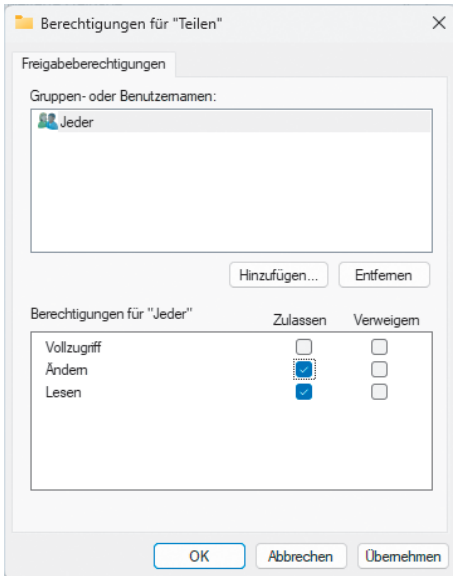 Berechtigungen für "Teilen"
Freigabeberechtigungen
Gruppen- oder Benutzernamen:
Jeder
Hinzufügen... Entfernen
Berechtigungen für "Jeder" Zulassen Verweigern
Vollzugriff
Ändern
Lesen
OK Abbrechen Übernehmen